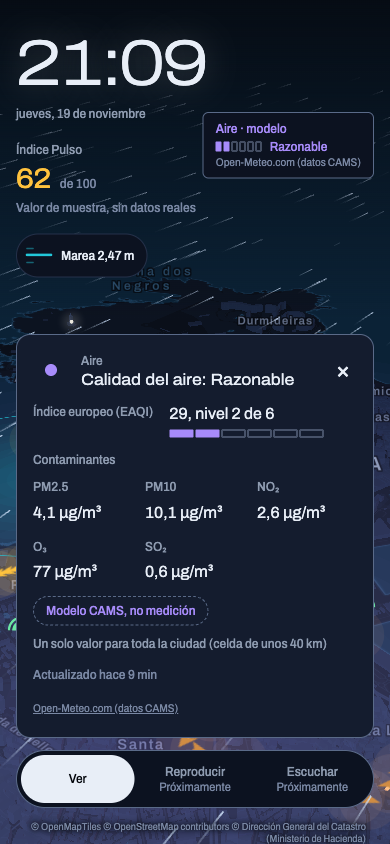 21:09
jueves, 19 de noviembre
Aire · modelo
Razonable
Open-Meteo.com (datos CAMS)
Índice Pulso
62 de 100
Valor de muestra, sin datos reales
Marea 2,47 m
a dos
Negros
Durmideiras
Aire
Calidad del aire: Razonable
×
Índice europeo (EAQI)
29, nivel 2 de 6
Contaminantes
PM2.5
PM10
NO₂
4,1 µg/m³
10,1 µg/m³
2,6 µg/m³
O₃
SO₂
77 µg/m³
0,6 µg/m³
Modelo CAMS, no medición
Un solo valor para toda la ciudad (celda de unos 40 km)
Actualizado hace 9 min
Open-Meteo.com (datos CAMS)
Santa
Ver
Reproducir
Próximamente
Escuchar
Próximamente
© OpenMapTiles © OpenStreetMap contributors © Dirección General del Catastro
(Ministerio de Hacienda)